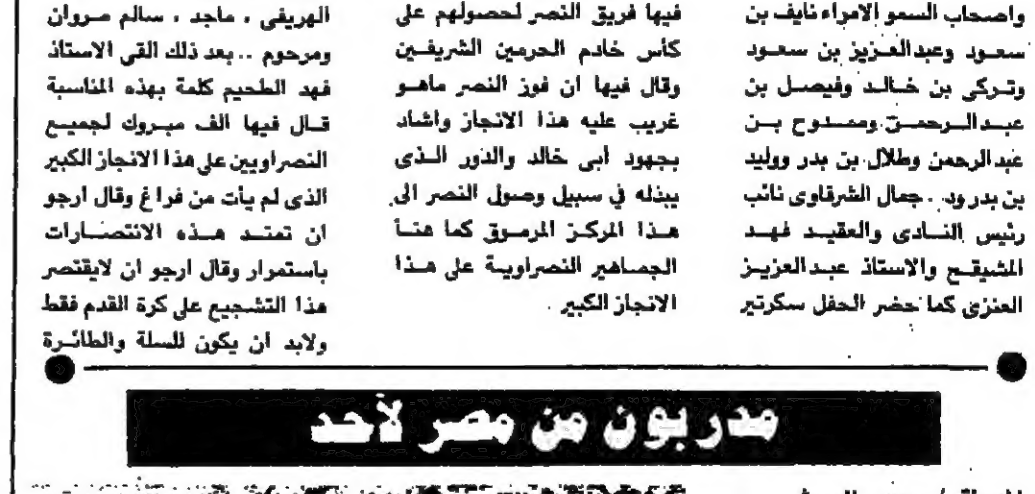 واصحاب السمو الامراء نايف بن
سعود وعبدالعزيز بن سعود
وتركى بن خالد وفيصل بن
عبدالرحمن وممدوح بن
عبدالرحمن وطلال بن بدر ووليد
بن بدر ود . جمال الشرقاوى نائب
رئيس النادى والعقيد فهد
المشيقح والاستاذ عبدالعزيز
العنزى كما حضر الحفل سكرتير
فيها فريق النصر لحصولهم على
كأس خادم الحرمين الشريفين
وقال فيها ان فوز النصر ماهو
غريب عليه هذا الانجاز واشاد
بجهود أبى خالد والدور الذى
يبذله في سبيل وصول النصر الى
هذا المركز المرموق كما هنأ
الجماهير النصراوية على هذا
الانجاز الكبير .
الهريفى ، ماجد ، سالم مروان
ومرحوم .. بعد ذلك القى الاستاذ
فهد الطحيم كلمة بهذه المناسبة
قال فيها الف مبروك لجميع
النصراويين على هذا الانجاز الكبير
الذى لم يأت من فراغ وقال ارجو
ان تمتد هذه الانتصارات
باستمرار وقال ارجو ان لايقتصر
هذا التشجيع على كرة القدم فقط
ولابد ان يكون للسلة والطائرة
مدربون من مصر لأحد